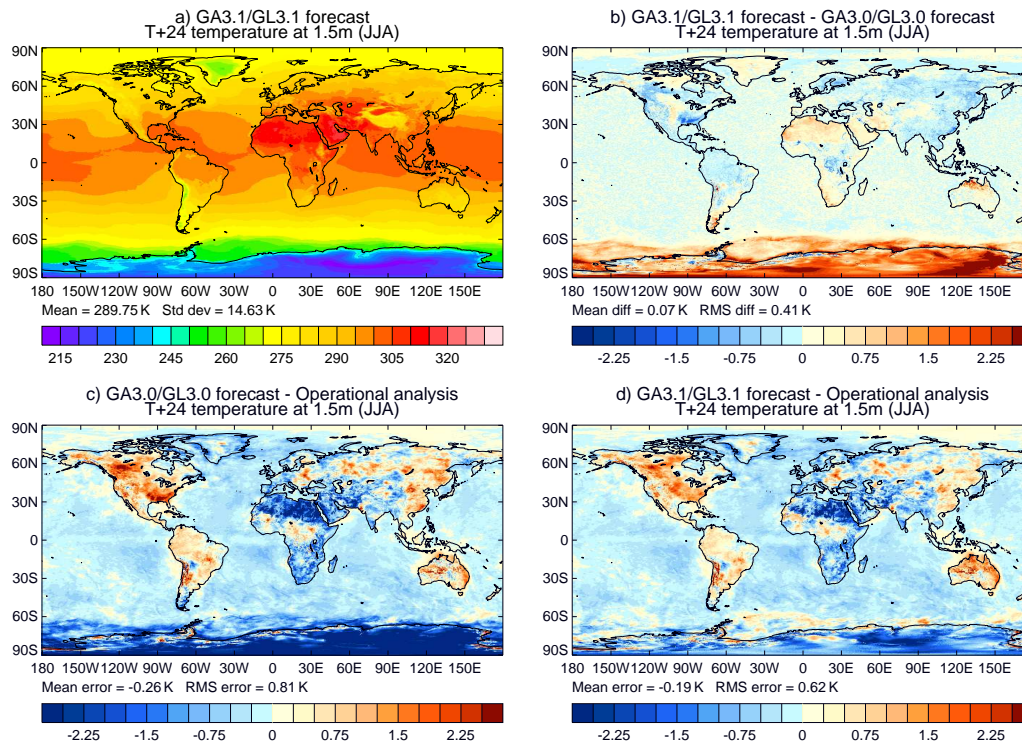 a) GA3.1/GL3.1 forecast
T+24 temperature at 1.5m (JJA)
90N
60N
30N
0
30S
60S
90S
180 150W 120W 90W 60W 30W 0 30E 60E 90E 120E 150E
Mean = 289.75 K Std dev = 14.63 K
215 230 245 260 275 290 305 320
b) GA3.1/GL3.1 forecast - GA3.0/GL3.0 forecast
T+24 temperature at 1.5m (JJA)
90N
60N
30N
0
30S
60S
90S
180 150W 120W 90W 60W 30W 0 30E 60E 90E 120E 150E
Mean diff = 0.07 K RMS diff = 0.41 K
-2.25 -1.5 -0.75 0 0.75 1.5 2.25
c) GA3.0/GL3.0 forecast - Operational analysis
T+24 temperature at 1.5m (JJA)
90N
60N
30N
0
30S
60S
90S
180 150W 120W 90W 60W 30W 0 30E 60E 90E 120E 150E
Mean error = -0.26 K RMS error = 0.81 K
-2.25 -1.5 -0.75 0 0.75 1.5 2.25
d) GA3.1/GL3.1 forecast - Operational analysis
T+24 temperature at 1.5m (JJA)
90N
60N
30N
0
30S
60S
90S
180 150W 120W 90W 60W 30W 0 30E 60E 90E 120E 150E
Mean error = -0.19 K RMS error = 0.62 K
-2.25 -1.5 -0.75 0 0.75 1.5 2.25